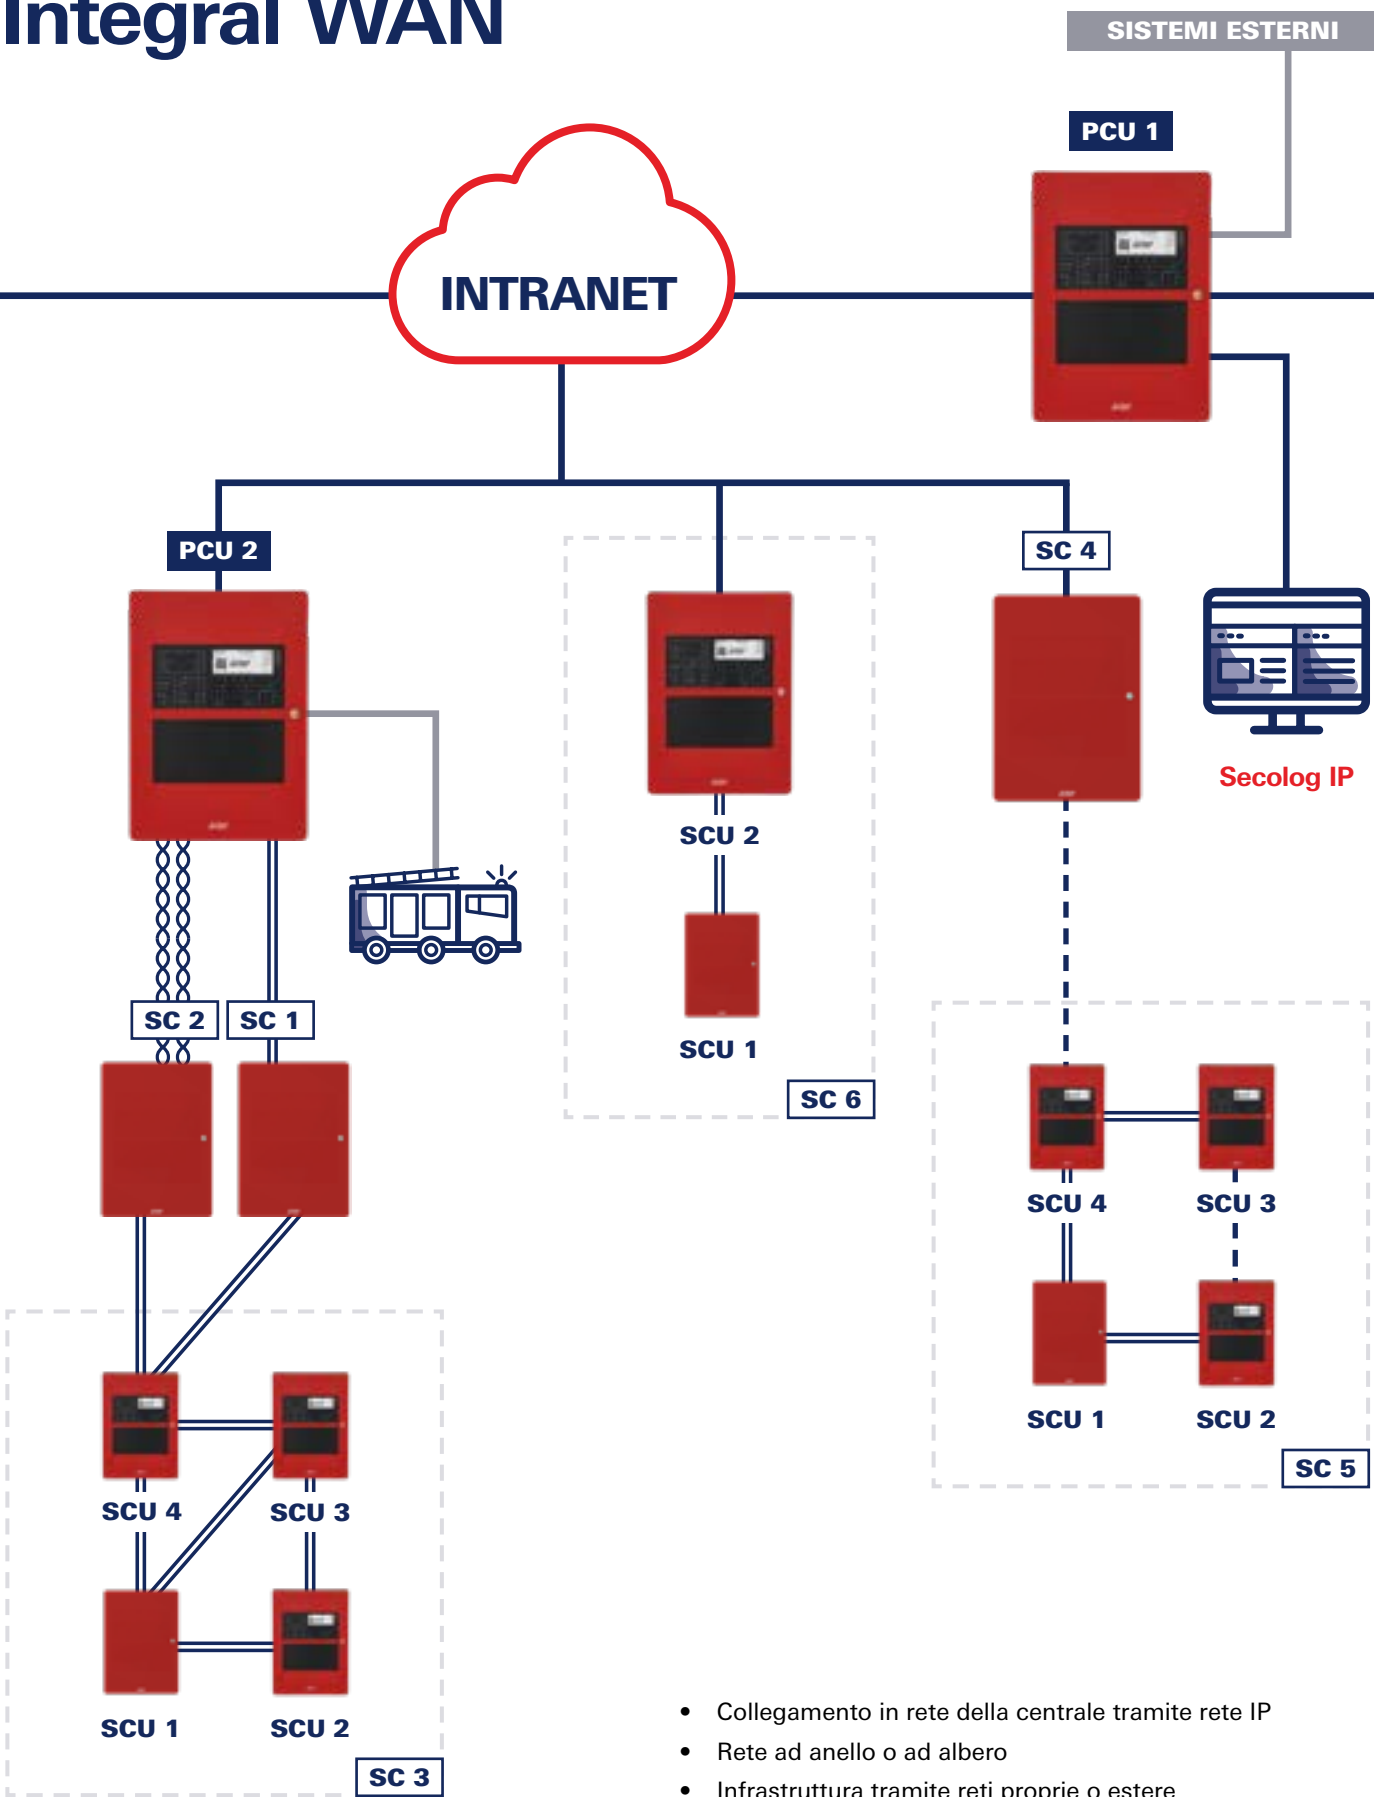 Integral WAN
SISTEMI ESTERNI
PCU 1
INTRANET
PCU 2
SC 4
Secolog IP
SCU 2
SC 2
SC 1
SCU 1
SC 6
SCU 4
SCU 3
SCU 1
SCU 2
SC 5
SCU 4
SCU 3
SCU 1
SCU 2
SC 3
• Collegamento in rete della centrale tramite rete IP
• Rete ad anello o ad albero
• Infrastruttura tramite reti proprie o estere